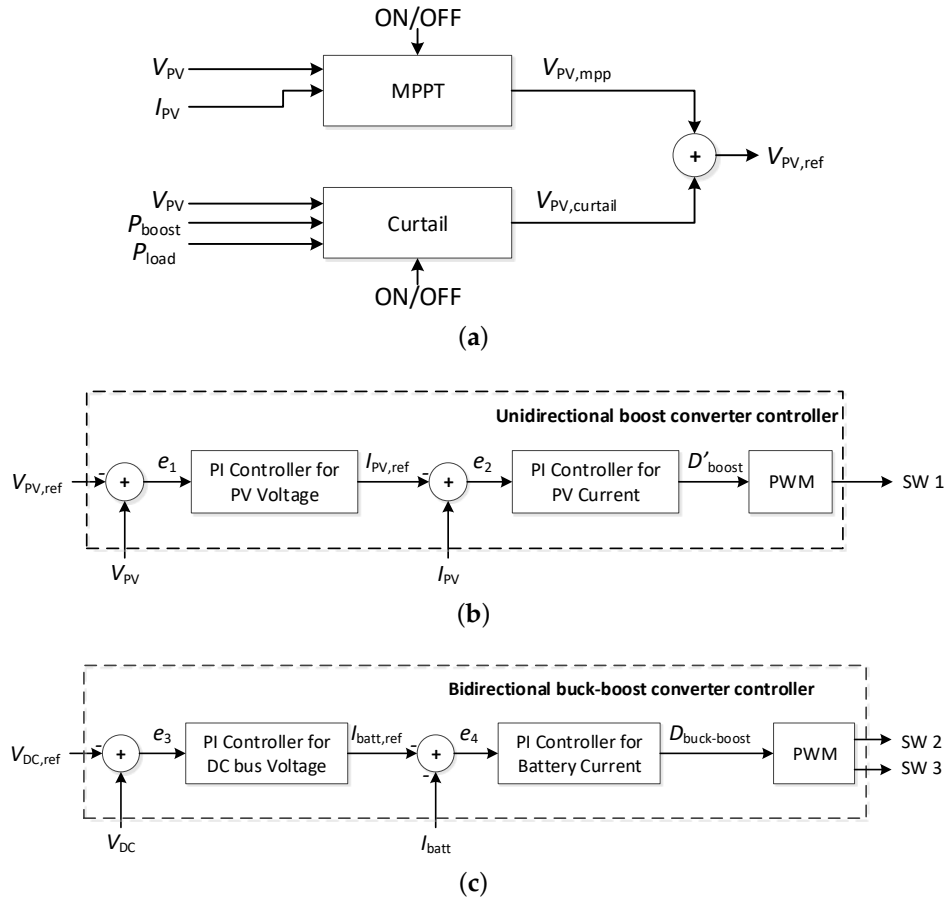 ON/OFF
V_PV
I_PV
MPPT
V_PV,mpp
+
V_PV,ref
V_PV
P_boost
P_load
Curtail
V_PV,curtail
ON/OFF
(a)
Unidirectional boost converter controller
V_PV,ref
-
+
e_1
PI Controller for
PV Voltage
I_PV,ref
-
+
e_2
PI Controller for
PV Current
D'_boost
PWM
SW 1
V_PV
I_PV
(b)
Bidirectional buck-boost converter controller
V_DC,ref
-
+
e_3
PI Controller for
DC bus Voltage
I_batt,ref
-
+
-
e_4
PI Controller for
Battery Current
D_buck-boost
PWM
SW 2
SW 3
V_DC
I_batt
(c)